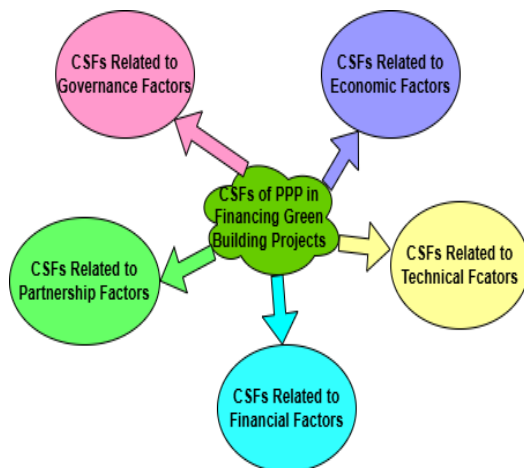 CSFs Related to
Governance Factors
CSFs Related to
Economic Factors
CSFs of PPP in
Financing Green
Building Projects
CSFs Related to
Technical Fcators
CSFs Related to
Partnership Factors
CSFs Related to
Financial Factors